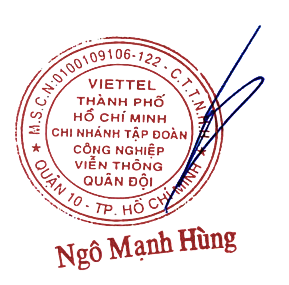 M.S.C.N:0100109106-122 - C.T.T.N.H.H
VIETTEL
THÀNH PHỐ
HỒ CHÍ MINH
CHI NHÁNH TẬP ĐOÀN
CÔNG NGHIỆP
VIỄN THÔNG
QUÂN ĐỘI
★ QUẬN 10 - TP. HỒ CHÍ MINH ★
Ngô Mạnh Hùng